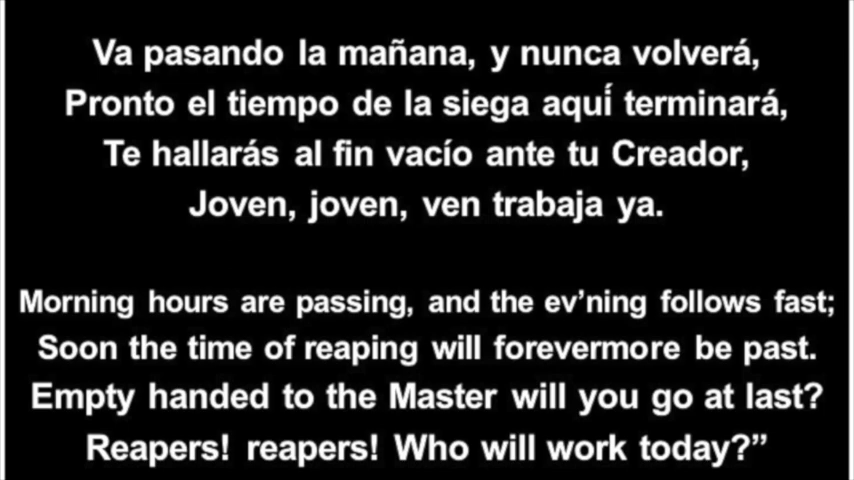 Va pasando la mañana, y nunca volverá,
Pronto el tiempo de la siega aquí terminará,
Te hallarás al fin vacío ante tu Creador,
Joven, joven, ven trabaja ya.
Morning hours are passing, and the ev’ning follows fast;
Soon the time of reaping will forevermore be past.
Empty handed to the Master will you go at last?
Reapers! reapers! Who will work today?”